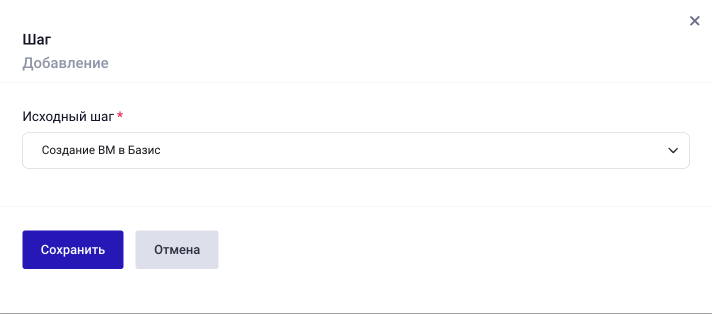 Шаг
Добавление
Исходный шаг *
Создание ВМ в Базис
Сохранить
Отмена